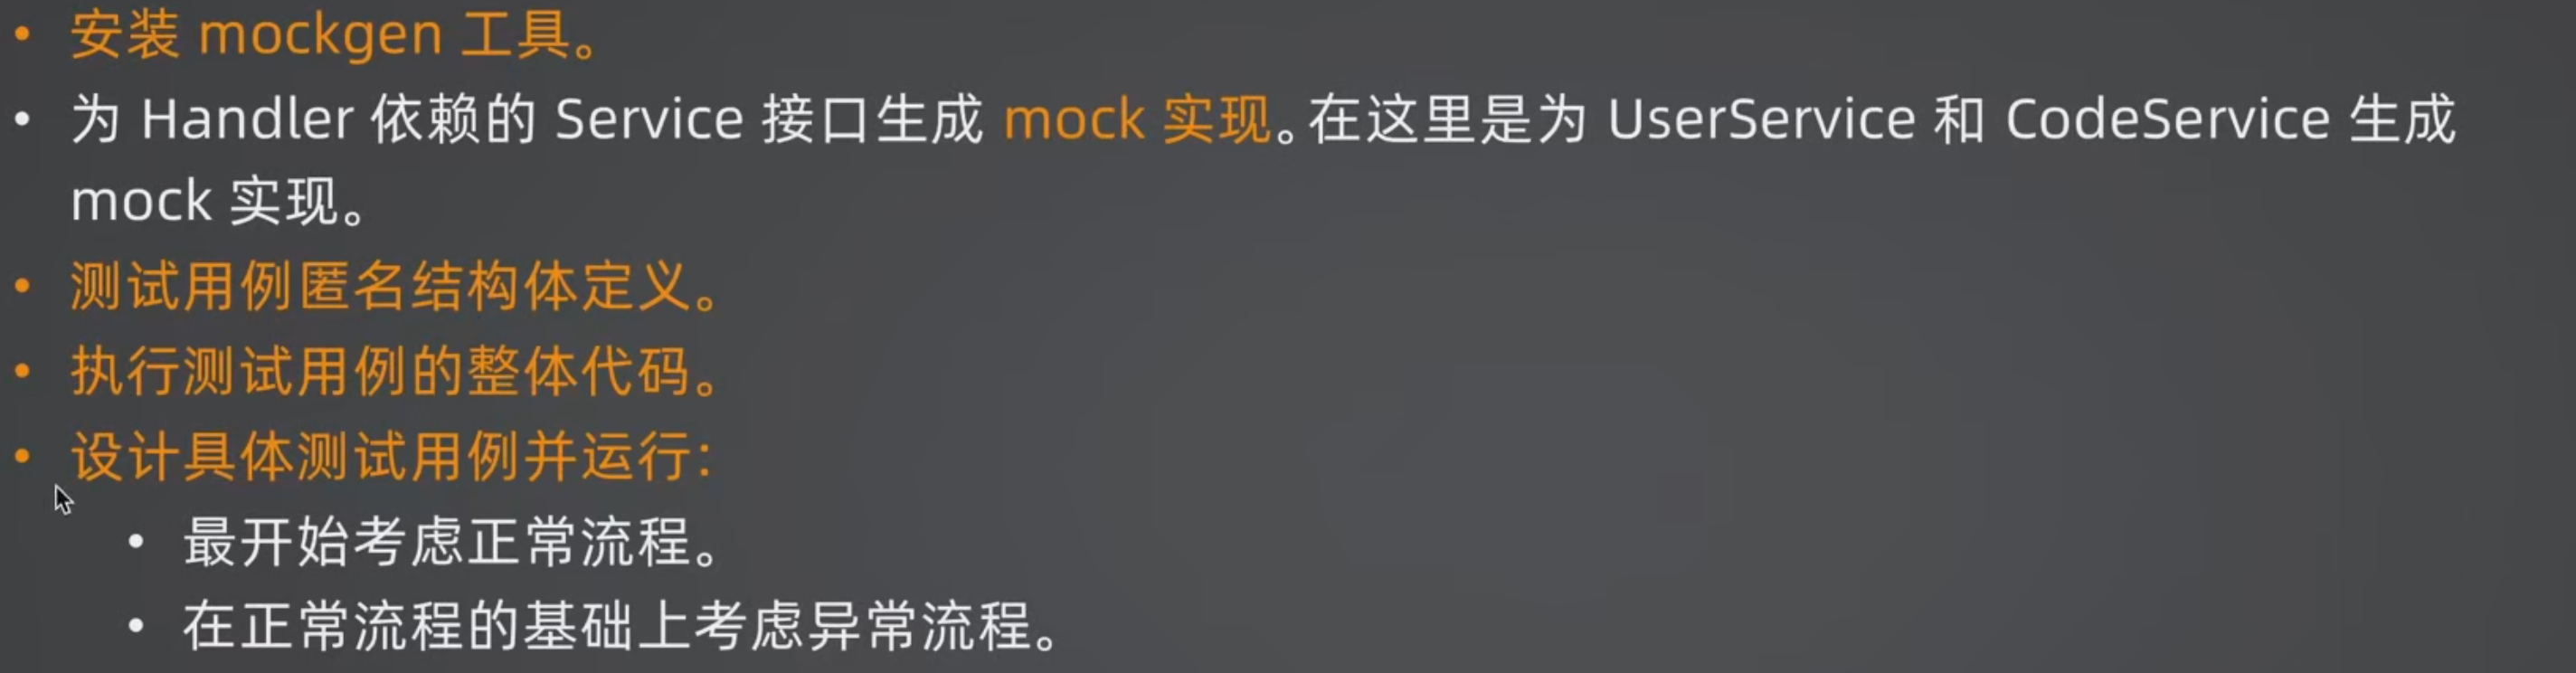 • 安装 mockgen 工具。
• 为 Handler 依赖的 Service 接口生成 mock 实现。在这里是为 UserService 和 CodeService 生成
mock 实现。
• 测试用例匿名结构体定义。
• 执行测试用例的整体代码。
• 设计具体测试用例并运行：
• 最开始考虑正常流程。
• 在正常流程的基础上考虑异常流程。